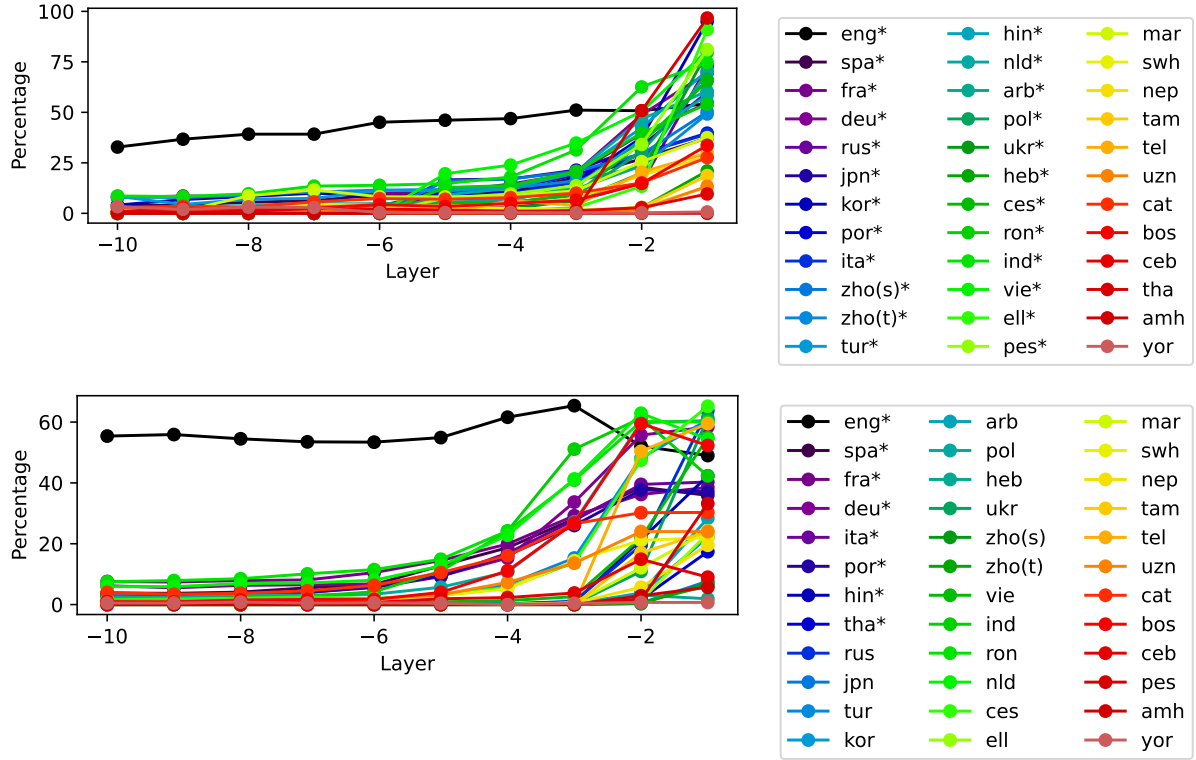 100
75
50
25
0
Percentage
−10
−8
−6
−4
−2
Layer
eng*
spa*
fra*
deu*
rus*
jpn*
kor*
por*
ita*
zho(s)*
zho(t)*
tur*
hin*
nld*
arb*
pol*
ukr*
heb*
ces*
ron*
ind*
vie*
ell*
pes*
mar
swh
nep
tam
tel
uzn
cat
bos
ceb
tha
amh
yor
60
40
20
0
Percentage
−10
−8
−6
−4
−2
Layer
eng*
spa*
fra*
deu*
ita*
por*
hin*
tha*
rus
jpn
tur
kor
arb
pol
heb
ukr
zho(s)
zho(t)
vie
ind
ron
nld
ces
ell
mar
swh
nep
tam
tel
uzn
cat
bos
ceb
pes
amh
yor